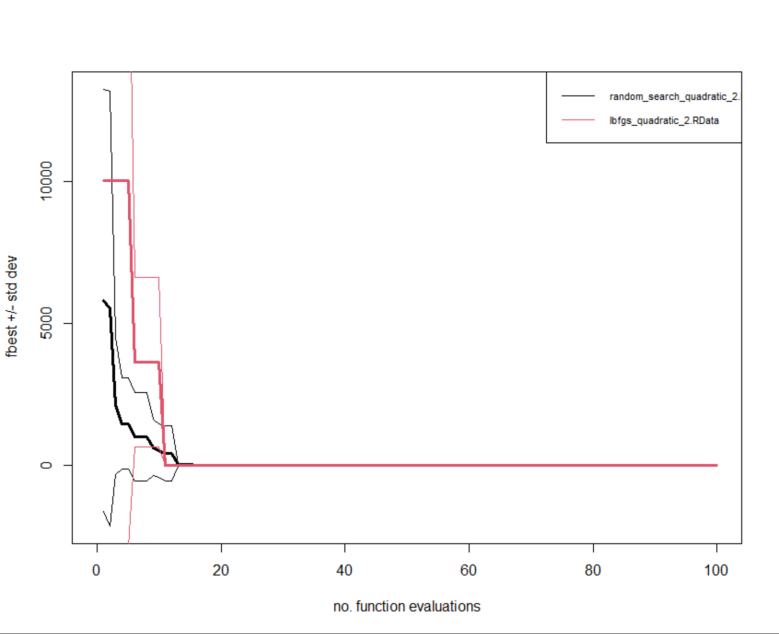 random_search_quadratic_2.
lbfgs_quadratic_2.RData
fbest +/- std dev
10000
5000
0
0 20 40 60 80 100
no. function evaluations